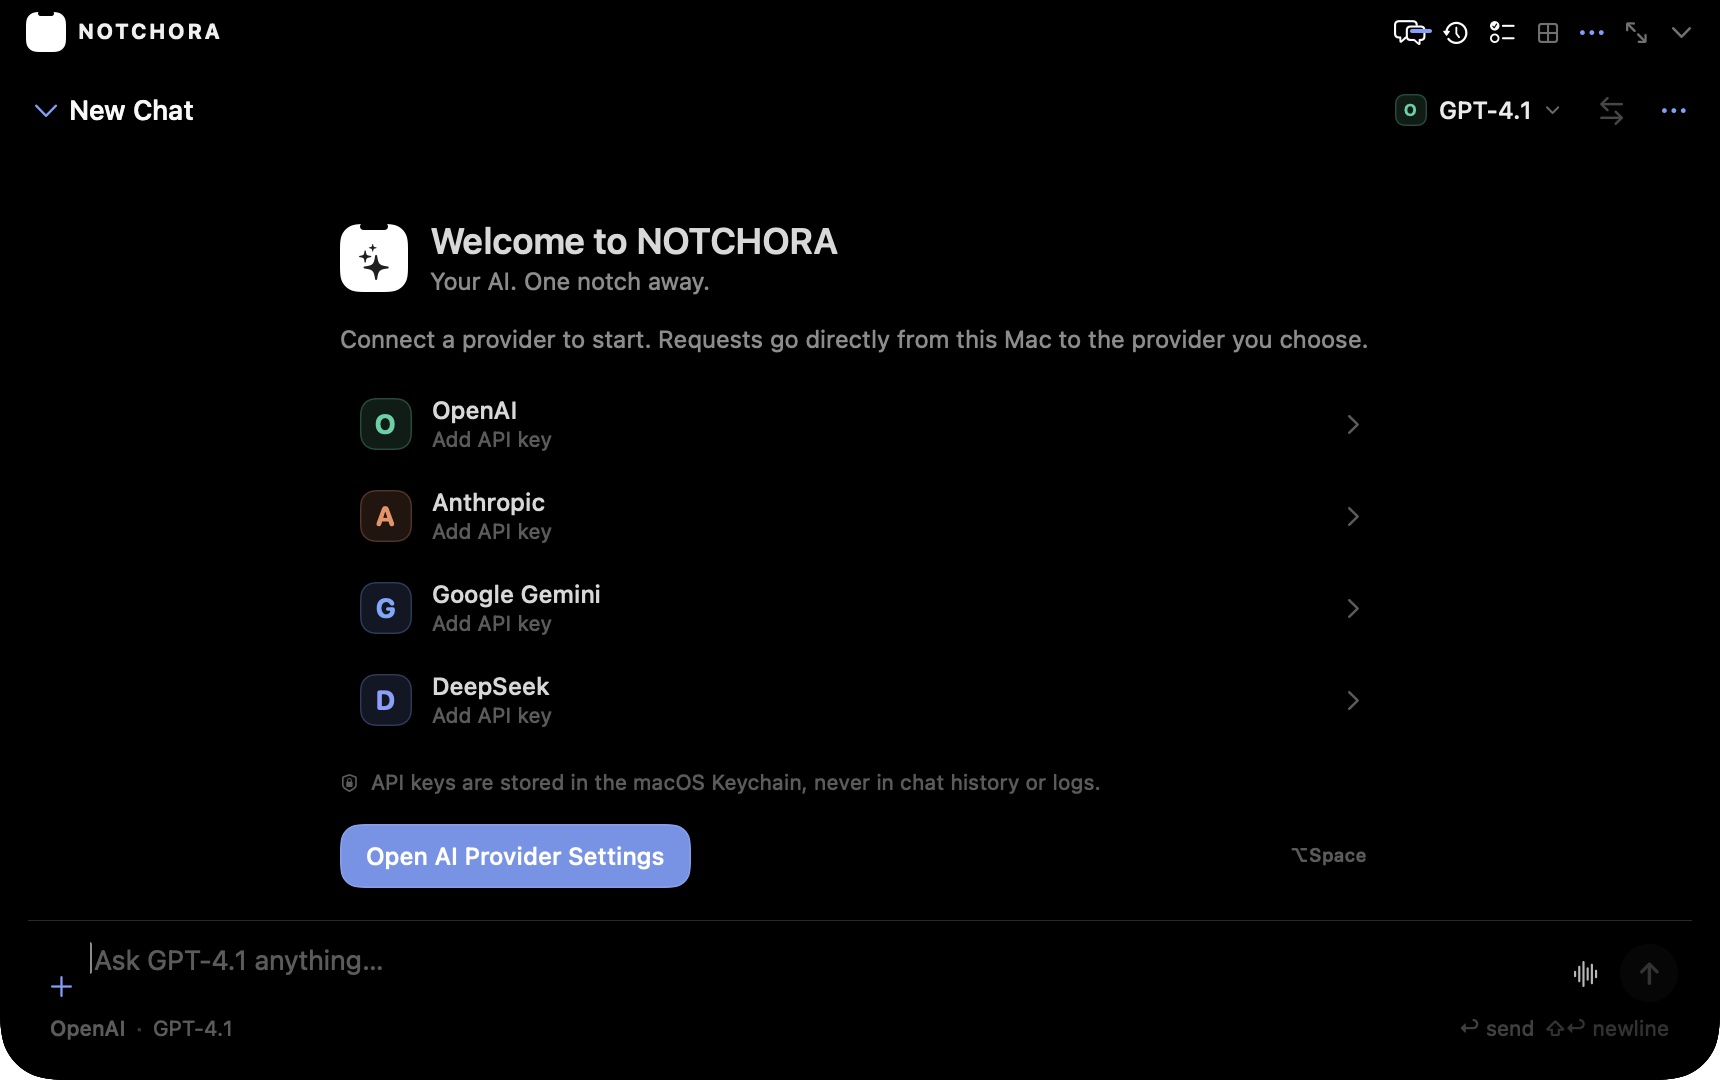 NOTCHORA
New Chat
O GPT-4.1
Welcome to NOTCHORA
Your AI. One notch away.
Connect a provider to start. Requests go directly from this Mac to the provider you choose.
O
OpenAI
Add API key
A
Anthropic
Add API key
G
Google Gemini
Add API key
D
DeepSeek
Add API key
API keys are stored in the macOS Keychain, never in chat history or logs.
Open AI Provider Settings
⌥Space
Ask GPT-4.1 anything...
OpenAI · GPT-4.1
↩ send ⇧↩ newline